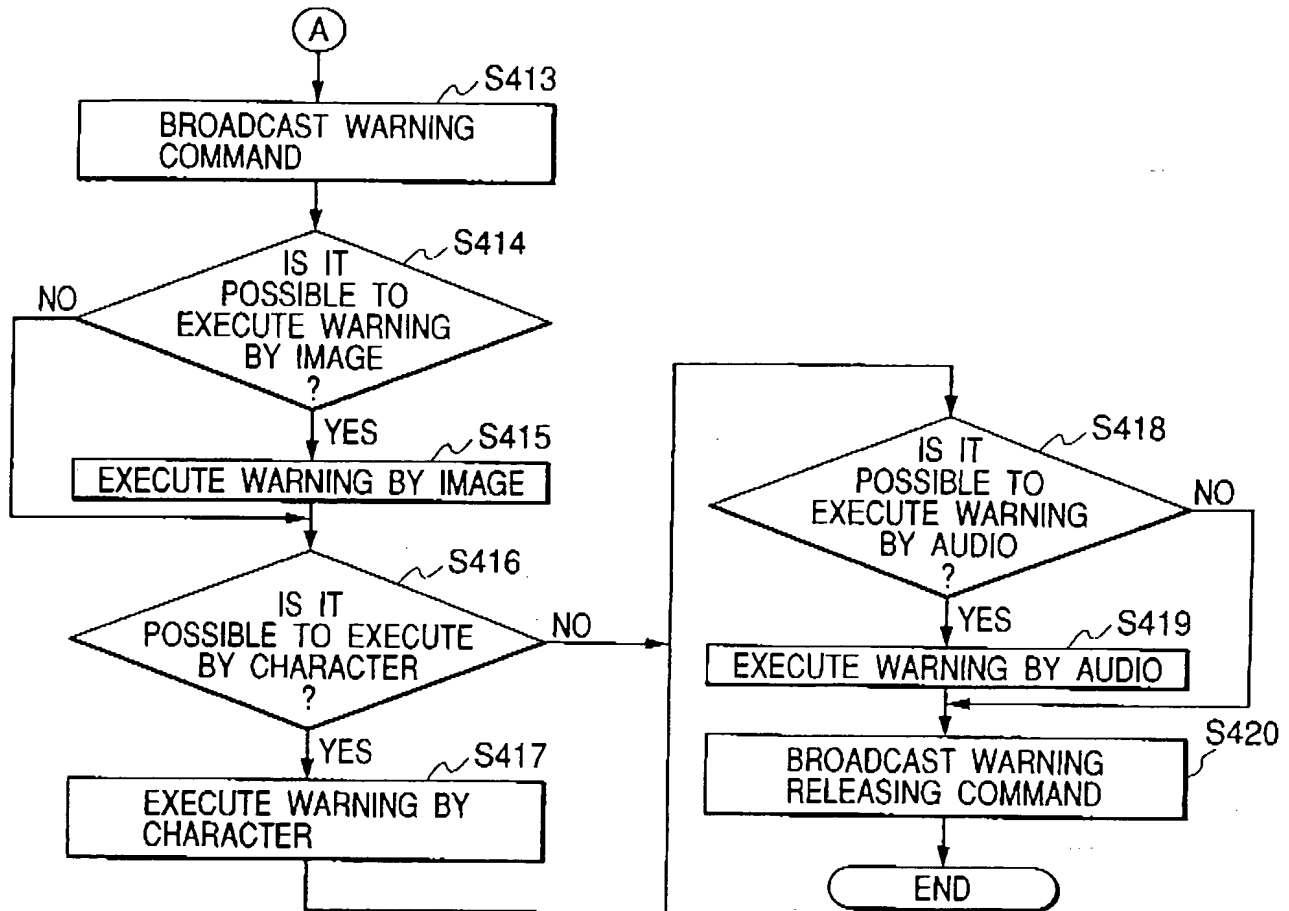 A
S413
BROADCAST WARNING
COMMAND
S414
IS IT
POSSIBLE TO
EXECUTE WARNING
BY IMAGE
?
NO
YES
S415
EXECUTE WARNING BY IMAGE
S416
IS IT
POSSIBLE TO EXECUTE
BY CHARACTER
?
NO
YES
S417
EXECUTE WARNING BY
CHARACTER
S418
IS IT
POSSIBLE TO
EXECUTE WARNING
BY AUDIO
?
NO
YES
S419
EXECUTE WARNING BY AUDIO
S420
BROADCAST WARNING
RELEASING COMMAND
END